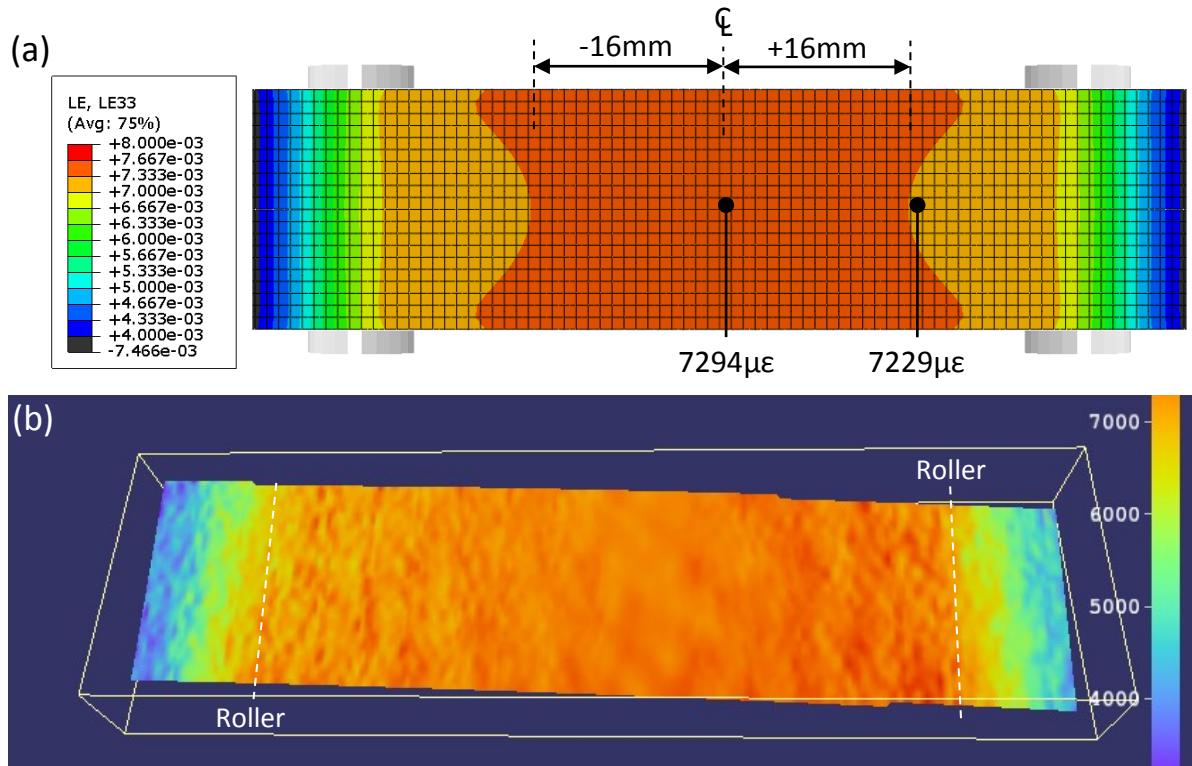 (a)
℄
-16mm
+16mm
LE, LE33
(Avg: 75%)
+8.000e-03
+7.667e-03
+7.333e-03
+7.000e-03
+6.667e-03
+6.333e-03
+6.000e-03
+5.667e-03
+5.333e-03
+5.000e-03
+4.667e-03
+4.333e-03
+4.000e-03
-7.466e-03
7294µε
7229µε
(b)
7000
Roller
6000
5000
4000
Roller